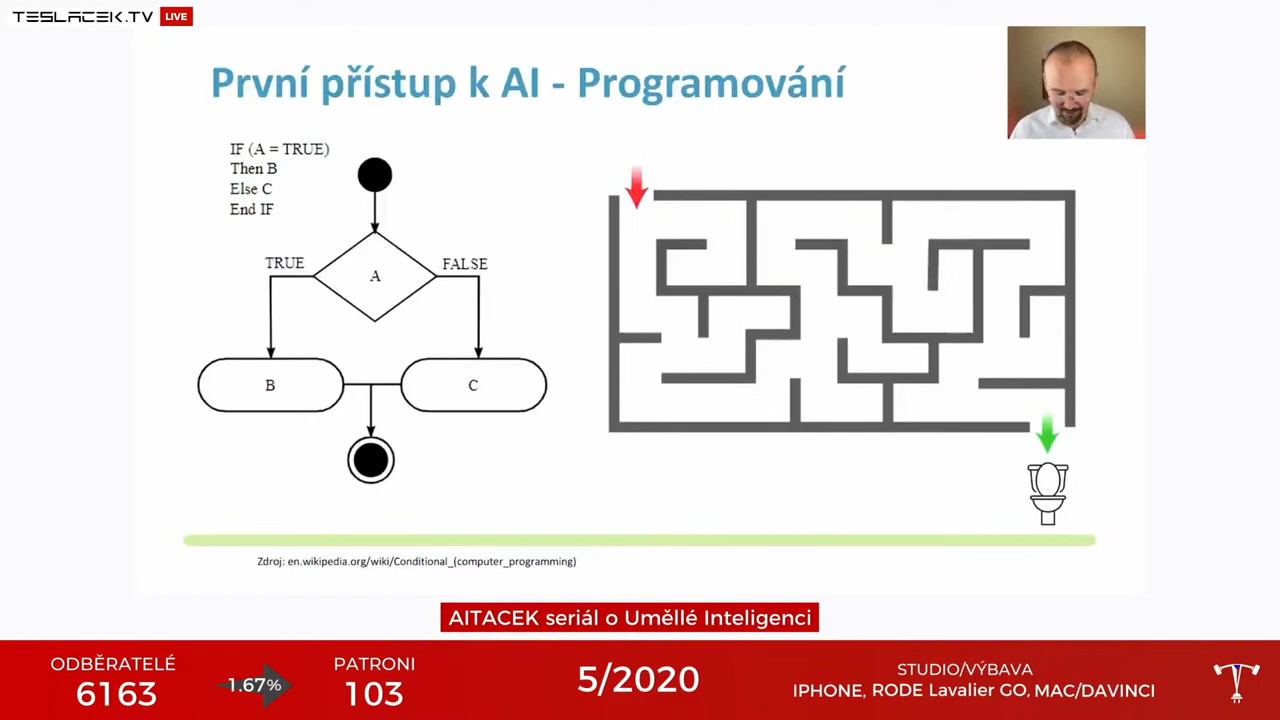 TESLACEK.TV LIVE
První přístup k AI - Programování
IF (A = TRUE)
Then B
Else C
End IF
TRUE
FALSE
A
B
C
Zdroj: en.wikipedia.org/wiki/Conditional_(computer_programming)
AITACEK seriál o Uměllé Inteligenci
ODBĚRATELÉ
6163
1.67%
PATRONI
103
5/2020
STUDIO/VÝBAVA
IPHONE, RODE Lavalier GO, MAC/DAVINCI